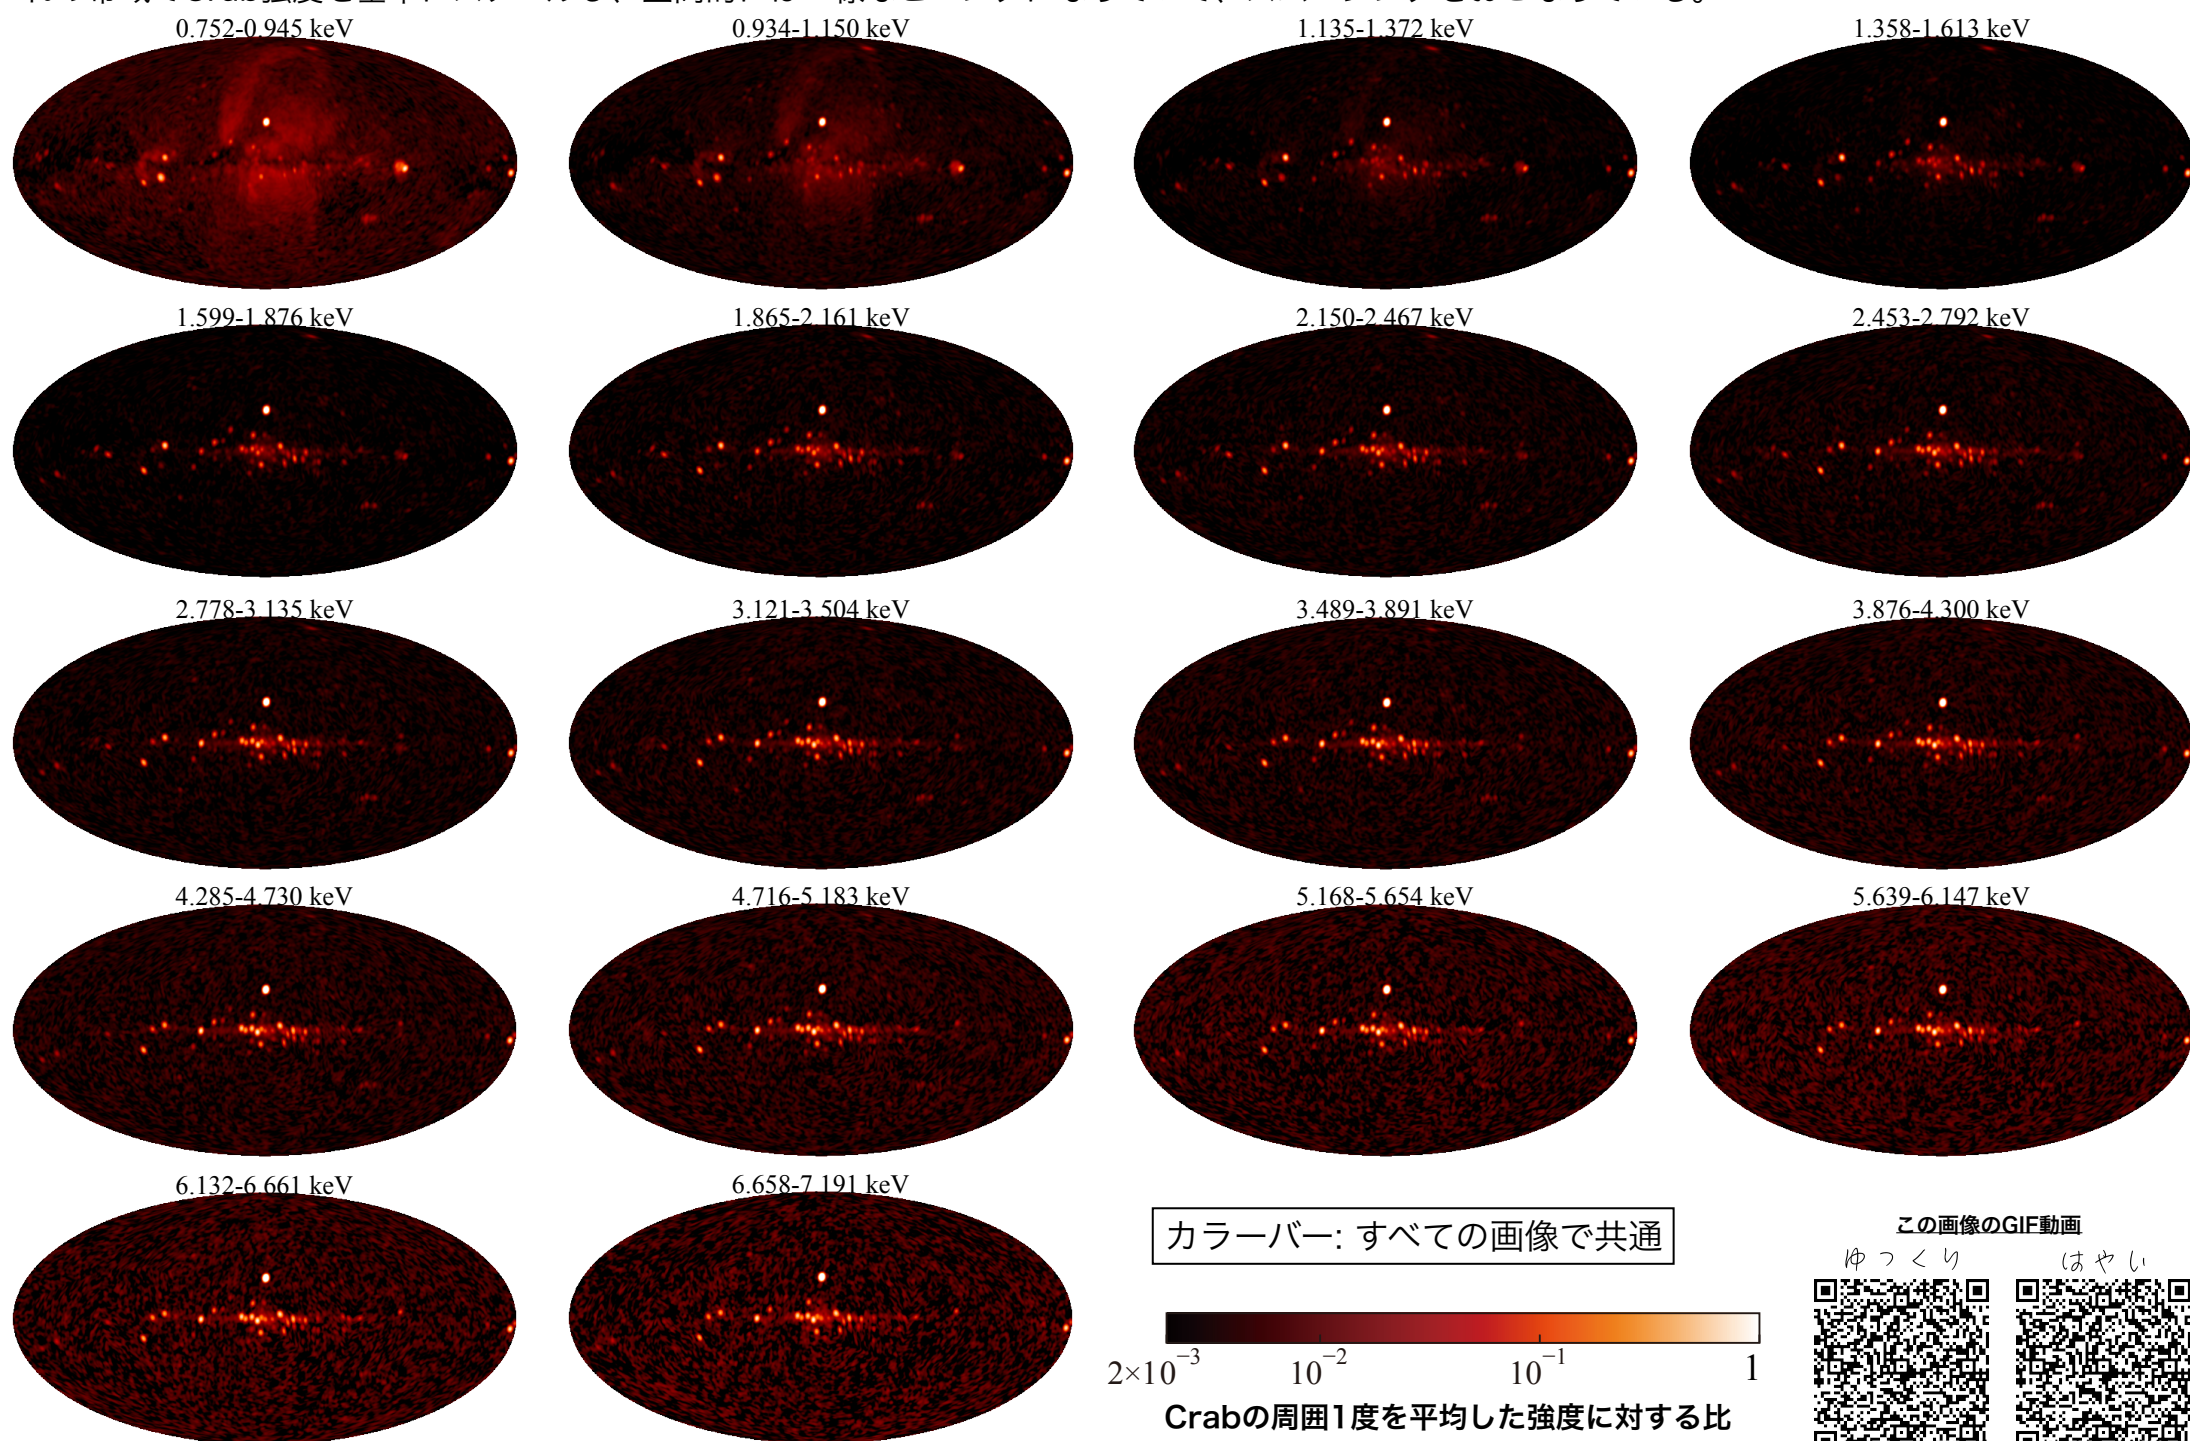 0.752-0.945 keV
0.934-1.150 keV
1.135-1.372 keV
1.358-1.613 keV
1.599-1.876 keV
1.865-2.161 keV
2.150-2.467 keV
2.453-2.792 keV
2.778-3.135 keV
3.121-3.504 keV
3.489-3.891 keV
3.876-4.300 keV
4.285-4.730 keV
4.716-5.183 keV
5.168-5.654 keV
5.639-6.147 keV
6.132-6.661 keV
6.658-7.191 keV
カラーバー: すべての画像で共通
この画像のGIF動画
ゆっくり はやい
2×10⁻³ 10⁻² 10⁻¹ 1
Crabの周囲1度を平均した強度に対する比